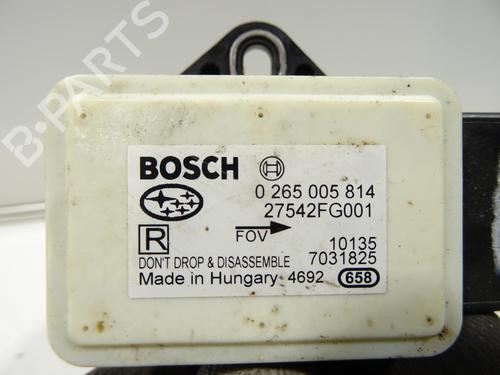 B-PARTS
BOSCH
0 265 005 814
27542FG001
R
FOV
10135
DON'T DROP & DISASSEMBLE 7031825
Made in Hungary 4692 658